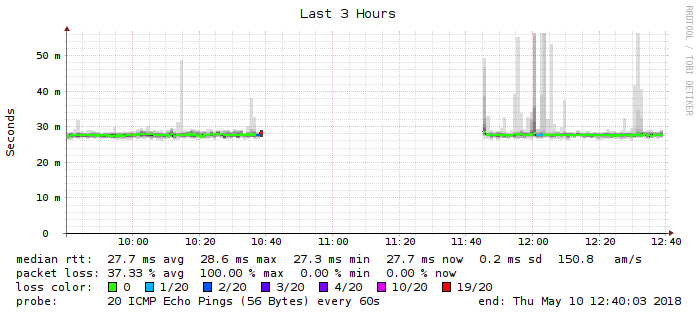 Last 3 Hours
RRDTOOL / TOBI OETIKER
Seconds
50 m
40 m
30 m
20 m
10 m
0
10:00 10:20 10:40 11:00 11:20 11:40 12:00 12:20 12:40
median rtt: 27.7 ms avg 28.6 ms max 27.3 ms min 27.7 ms now 0.2 ms sd 150.8 am/s
packet loss: 37.33 % avg 100.00 % max 0.00 % min 0.00 % now
loss color: 0 1/20 2/20 3/20 4/20 10/20 19/20
probe: 20 ICMP Echo Pings (56 Bytes) every 60s end: Thu May 10 12:40:03 2018